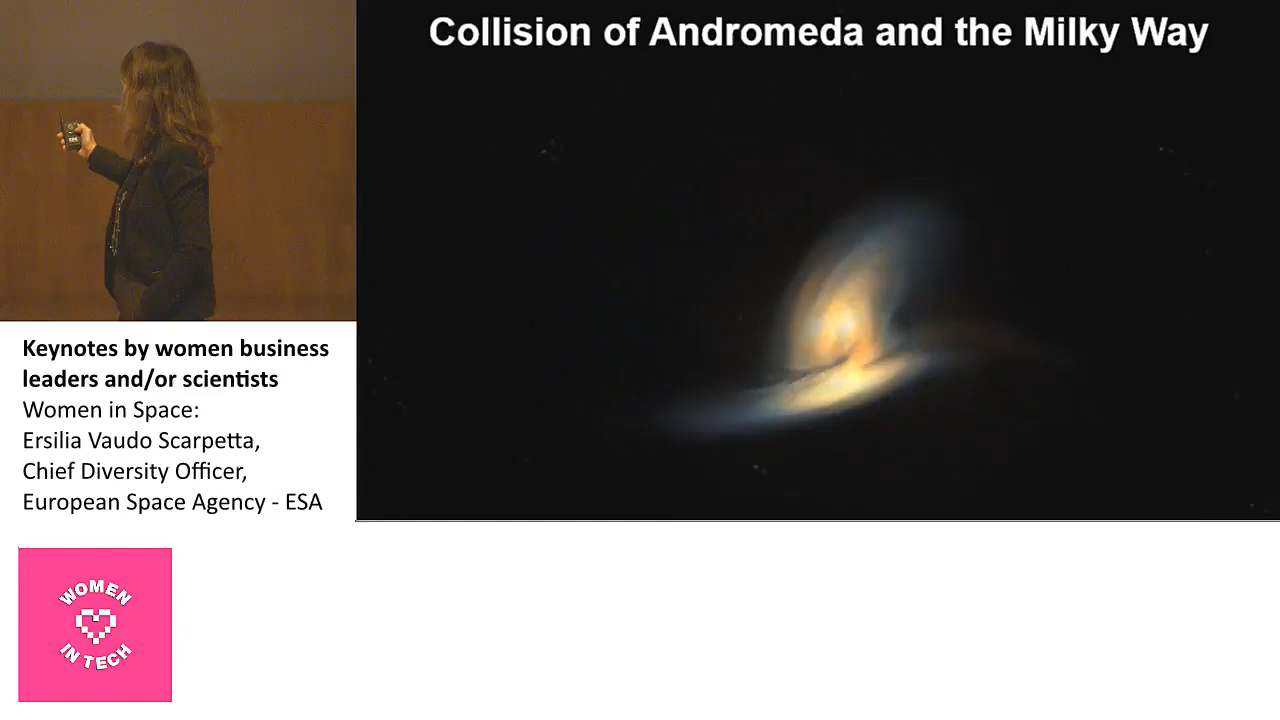 Collision of Andromeda and the Milky Way
Keynotes by women business
leaders and/or scientists
Women in Space:
Ersilia Vaudo Scarpetta,
Chief Diversity Officer,
European Space Agency - ESA
WOMEN
IN TECH